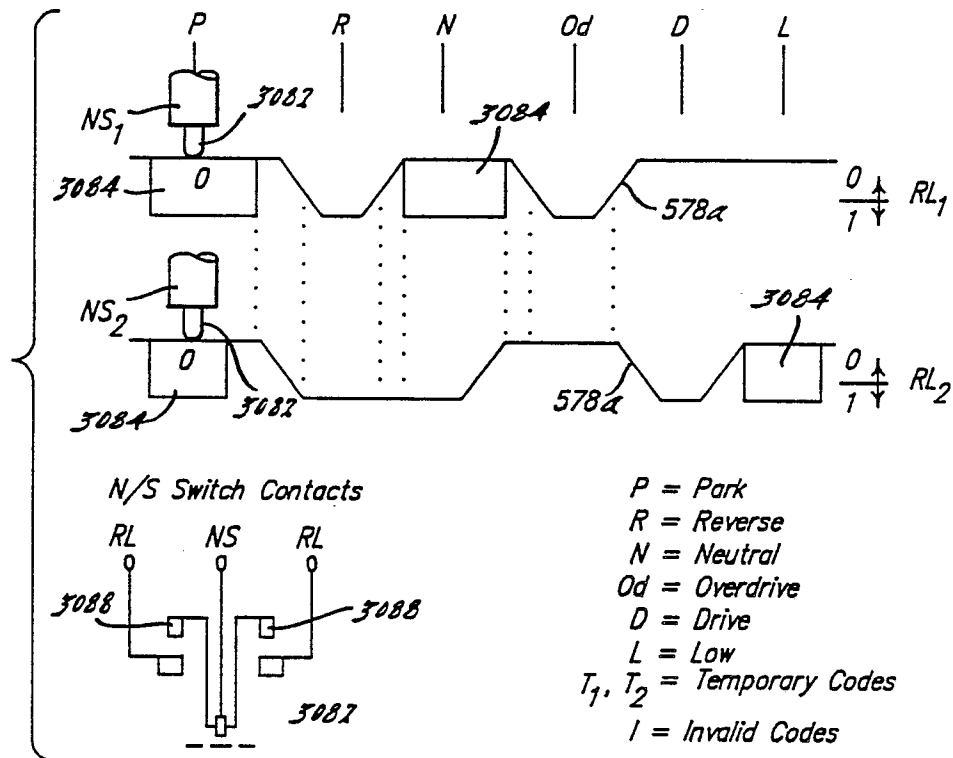 P R N Od D L
NS1 3082
3084
3084 0 578a 0 1 RL1
NS2
3084
0 0 1 RL2
3084 3082 578a
N/S Switch Contacts
RL NS RL
3088 3088
3082
P = Park
R = Reverse
N = Neutral
Od = Overdrive
D = Drive
L = Low
T1, T2 = Temporary Codes
I = Invalid Codes